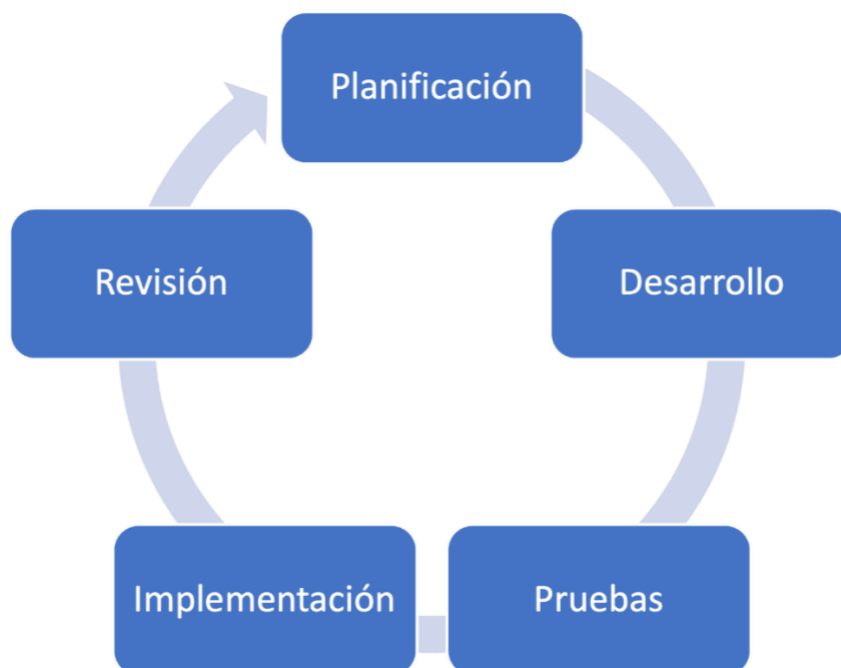 Planificación
Desarrollo
Pruebas
Implementación
Revisión